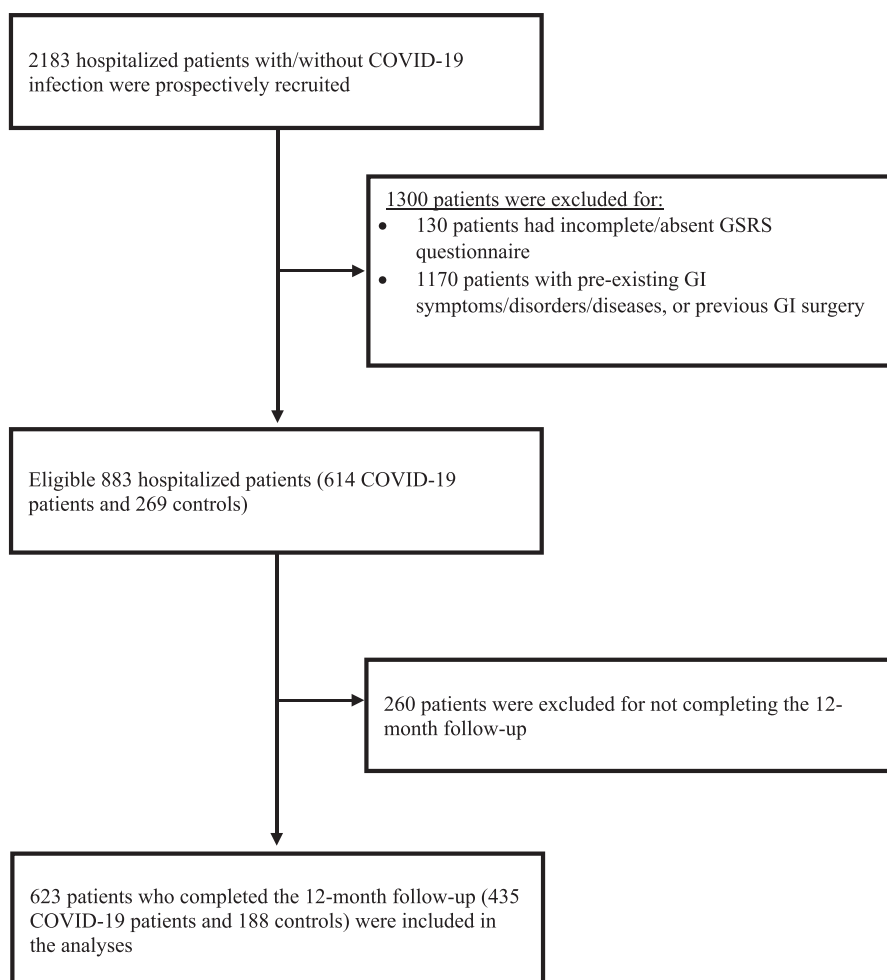 2183 hospitalized patients with/without COVID-19
infection were prospectively recruited
1300 patients were excluded for:
• 130 patients had incomplete/absent GSRS
questionnaire
• 1170 patients with pre-existing GI
symptoms/disorders/diseases, or previous GI surgery
Eligible 883 hospitalized patients (614 COVID-19
patients and 269 controls)
260 patients were excluded for not completing the 12-
month follow-up
623 patients who completed the 12-month follow-up (435
COVID-19 patients and 188 controls) were included in
the analyses